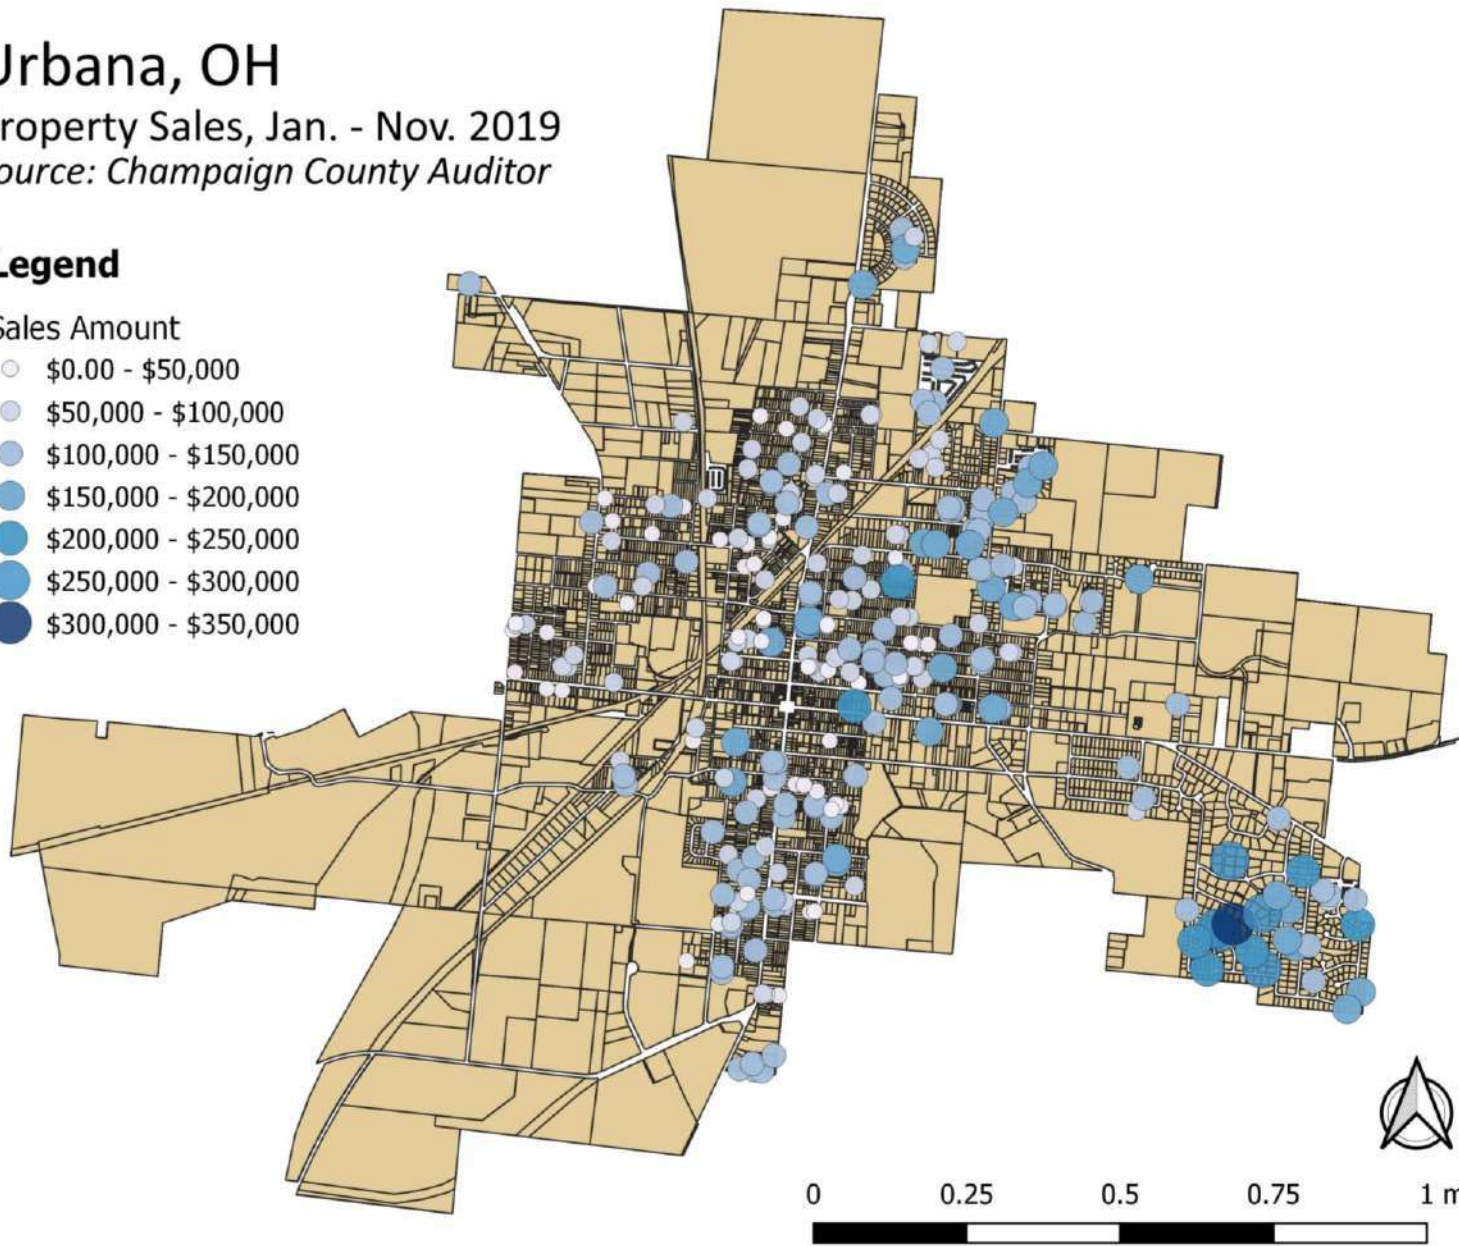 Urbana, OH
roperty Sales, Jan. - Nov. 2019
ource: Champaign County Auditor
Legend
Sales Amount
$0.00 - $50,000
$50,000 - $100,000
$100,000 - $150,000
$150,000 - $200,000
$200,000 - $250,000
$250,000 - $300,000
$300,000 - $350,000
0 0.25 0.5 0.75 1 m